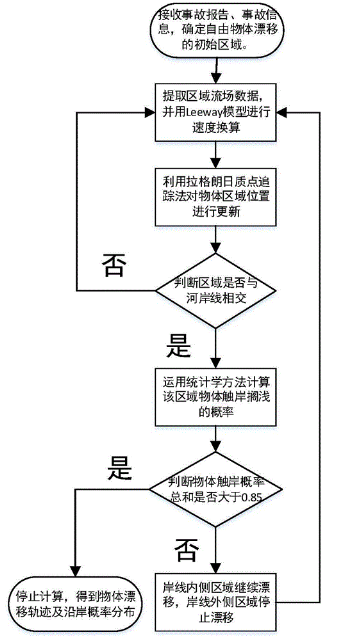 接收事故报告、事故信
息，确定自由物体漂移
的初始区域。
提取区域流场数据，
并用Leeway模型进行
速度换算
利用拉格朗日质点追
踪法对物体区域位置
进行更新
否
判断区域是否与
河岸线相交
是
运用统计学方法计算
该区域物体触岸搁浅
的概率
是
判断物体触岸概率
总和是否大于0.85
否
停止计算，得到物体漂
移轨迹及沿岸概率分布
岸线内侧区域继续漂
移，岸线外侧区域停
止漂移